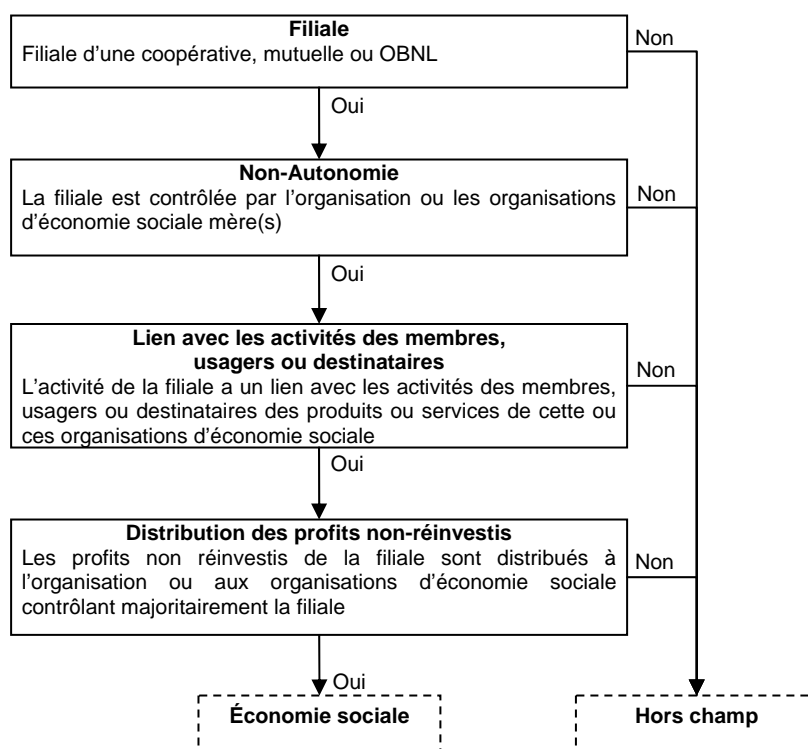 Filiale
Filiale d'une coopérative, mutuelle ou OBNL
Non
Oui
Non-Autonomie
La filiale est contrôlée par l'organisation ou les organisations
d'économie sociale mère(s)
Non
Oui
Lien avec les activités des membres,
usagers ou destinataires
L'activité de la filiale a un lien avec les activités des membres,
usagers ou destinataires des produits ou services de cette ou
ces organisations d'économie sociale
Non
Oui
Distribution des profits non-réinvestis
Les profits non réinvestis de la filiale sont distribués à
l'organisation ou aux organisations d'économie sociale
contrôlant majoritairement la filiale
Non
Oui
Économie sociale
Hors champ